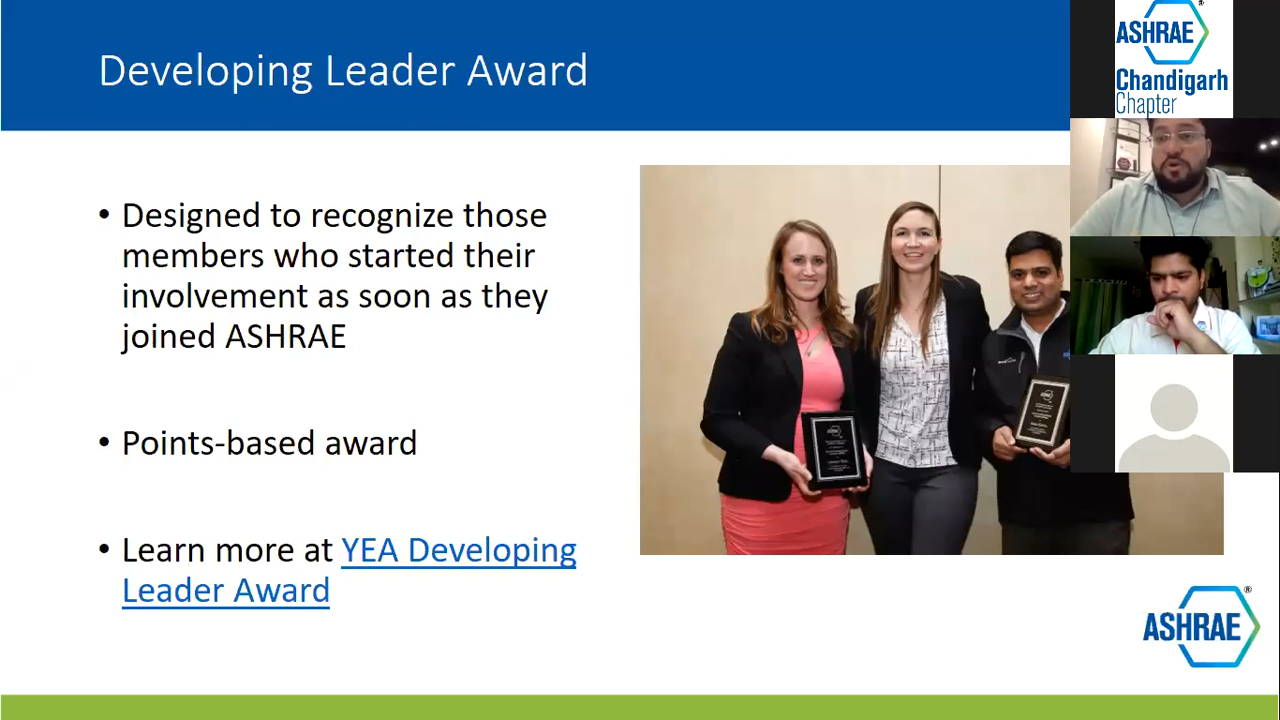 Developing Leader Award
• Designed to recognize those
members who started their
involvement as soon as they
joined ASHRAE
• Points-based award
• Learn more at YEA Developing
Leader Award
ASHRAE®
Chandigarh
Chapter
ASHRAE®